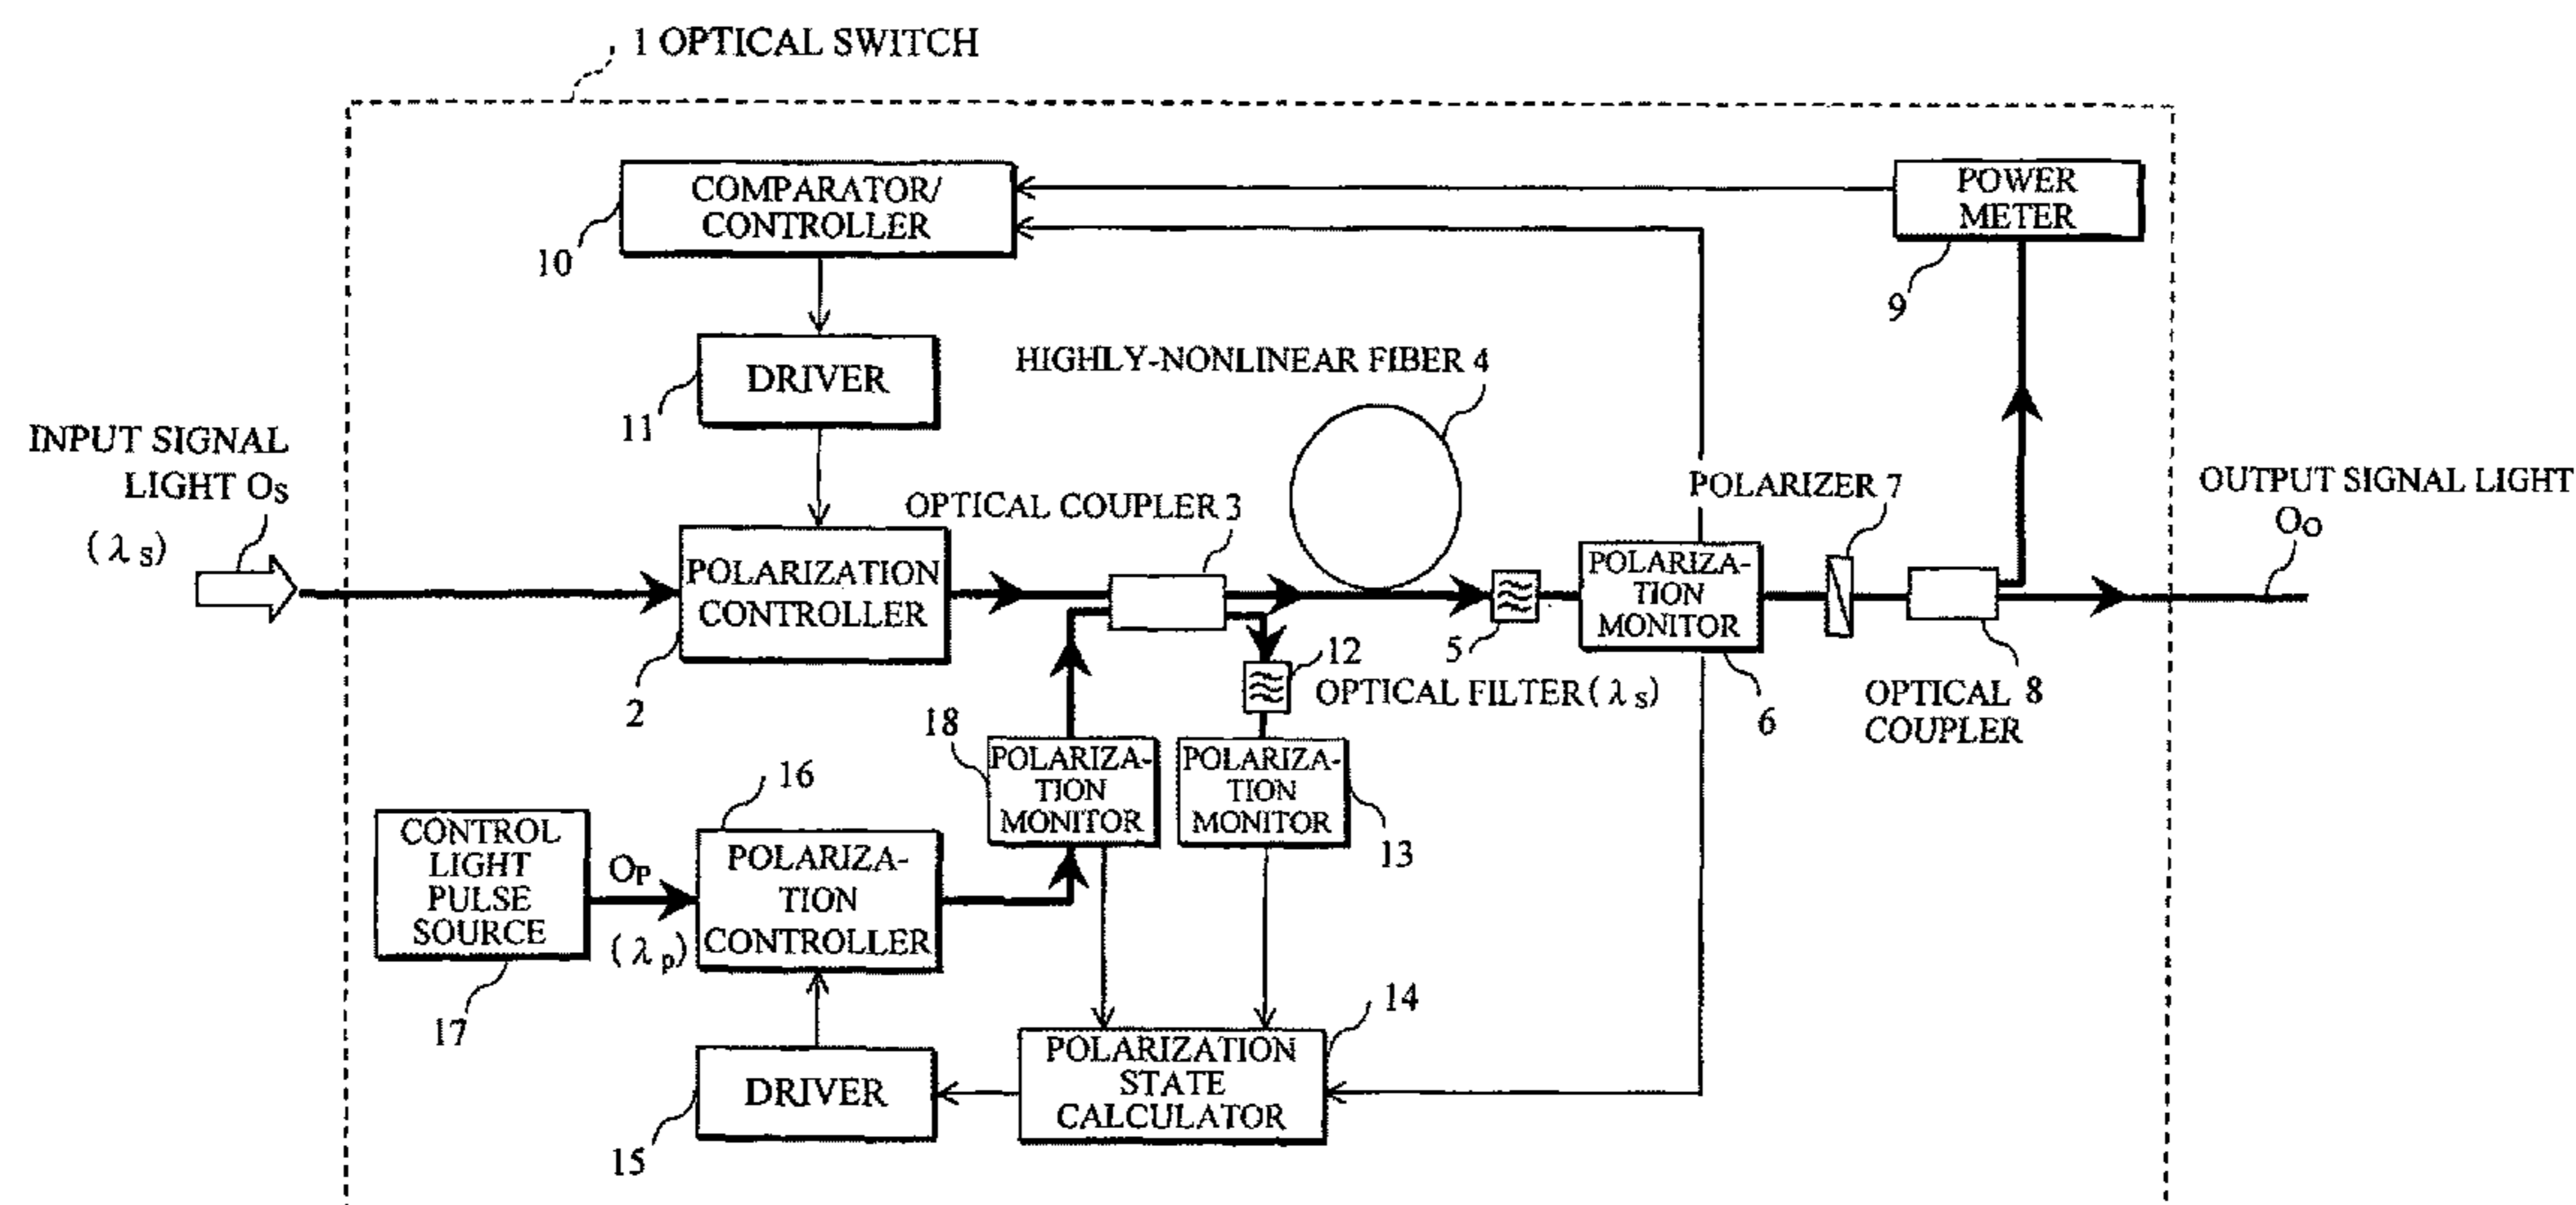 1 OPTICAL SWITCH
COMPARATOR/
CONTROLLER
10
POWER
METER
9
DRIVER
11
HIGHLY-NONLINEAR FIBER 4
INPUT SIGNAL
LIGHT OS
(λS)
POLARIZATION
CONTROLLER
2
OPTICAL COUPLER 3
5
POLARIZA-
TION
MONITOR
6
POLARIZER 7
OPTICAL 8
COUPLER
OUTPUT SIGNAL LIGHT
OO
12
OPTICAL FILTER(λS)
18
POLARIZA-
TION
MONITOR
POLARIZA-
TION
MONITOR
13
CONTROL
LIGHT
PULSE
SOURCE
17
OP
(λp)
16
POLARIZA-
TION
CONTROLLER
DRIVER
15
POLARIZATION
STATE
CALCULATOR
14